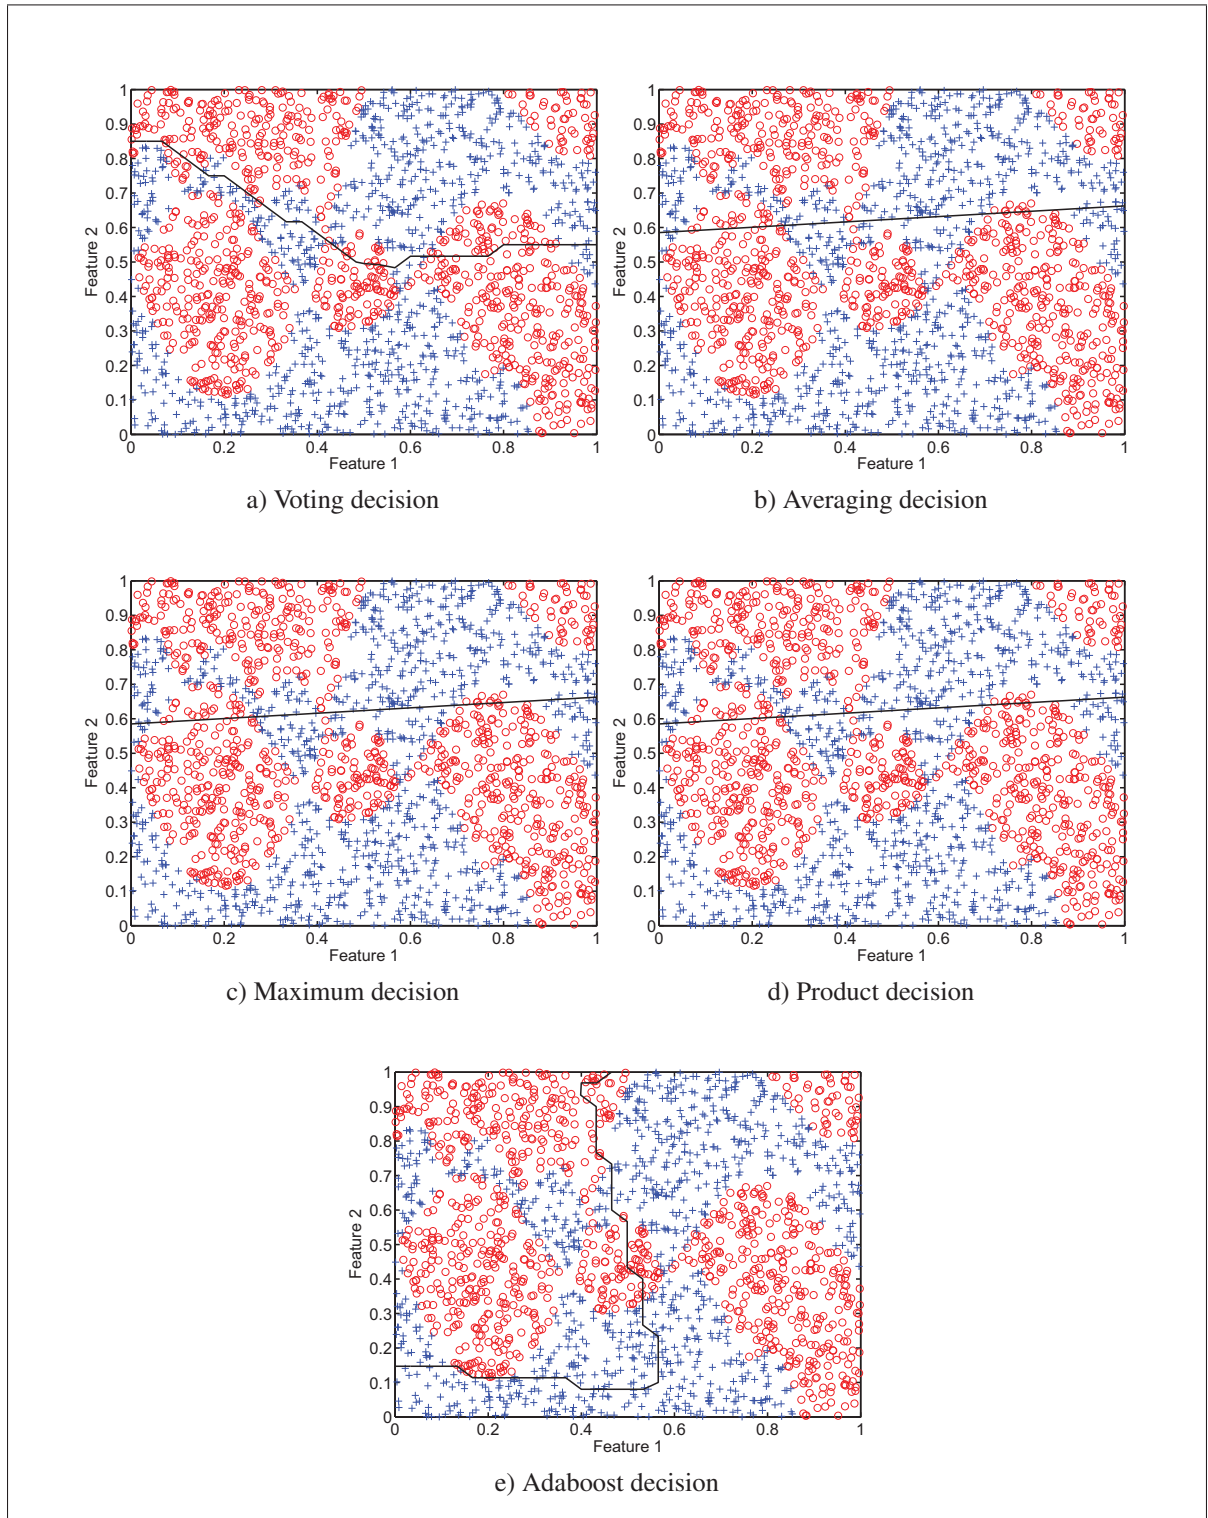 1
0.9
0.8
0.7
0.6
0.5
0.4
0.3
0.2
0.1
0
Feature 2
0 0.2 0.4 0.6 0.8 1
Feature 1
a) Voting decision
1
0.9
0.8
0.7
0.6
0.5
0.4
0.3
0.2
0.1
0
Feature 2
0 0.2 0.4 0.6 0.8 1
Feature 1
b) Averaging decision
1
0.9
0.8
0.7
0.6
0.5
0.4
0.3
0.2
0.1
0
Feature 2
0 0.2 0.4 0.6 0.8 1
Feature 1
c) Maximum decision
1
0.9
0.8
0.7
0.6
0.5
0.4
0.3
0.2
0.1
0
Feature 2
0 0.2 0.4 0.6 0.8 1
Feature 1
d) Product decision
1
0.9
0.8
0.7
0.6
0.5
0.4
0.3
0.2
0.1
0
Feature 2
0 0.2 0.4 0.6 0.8 1
Feature 1
e) Adaboost decision